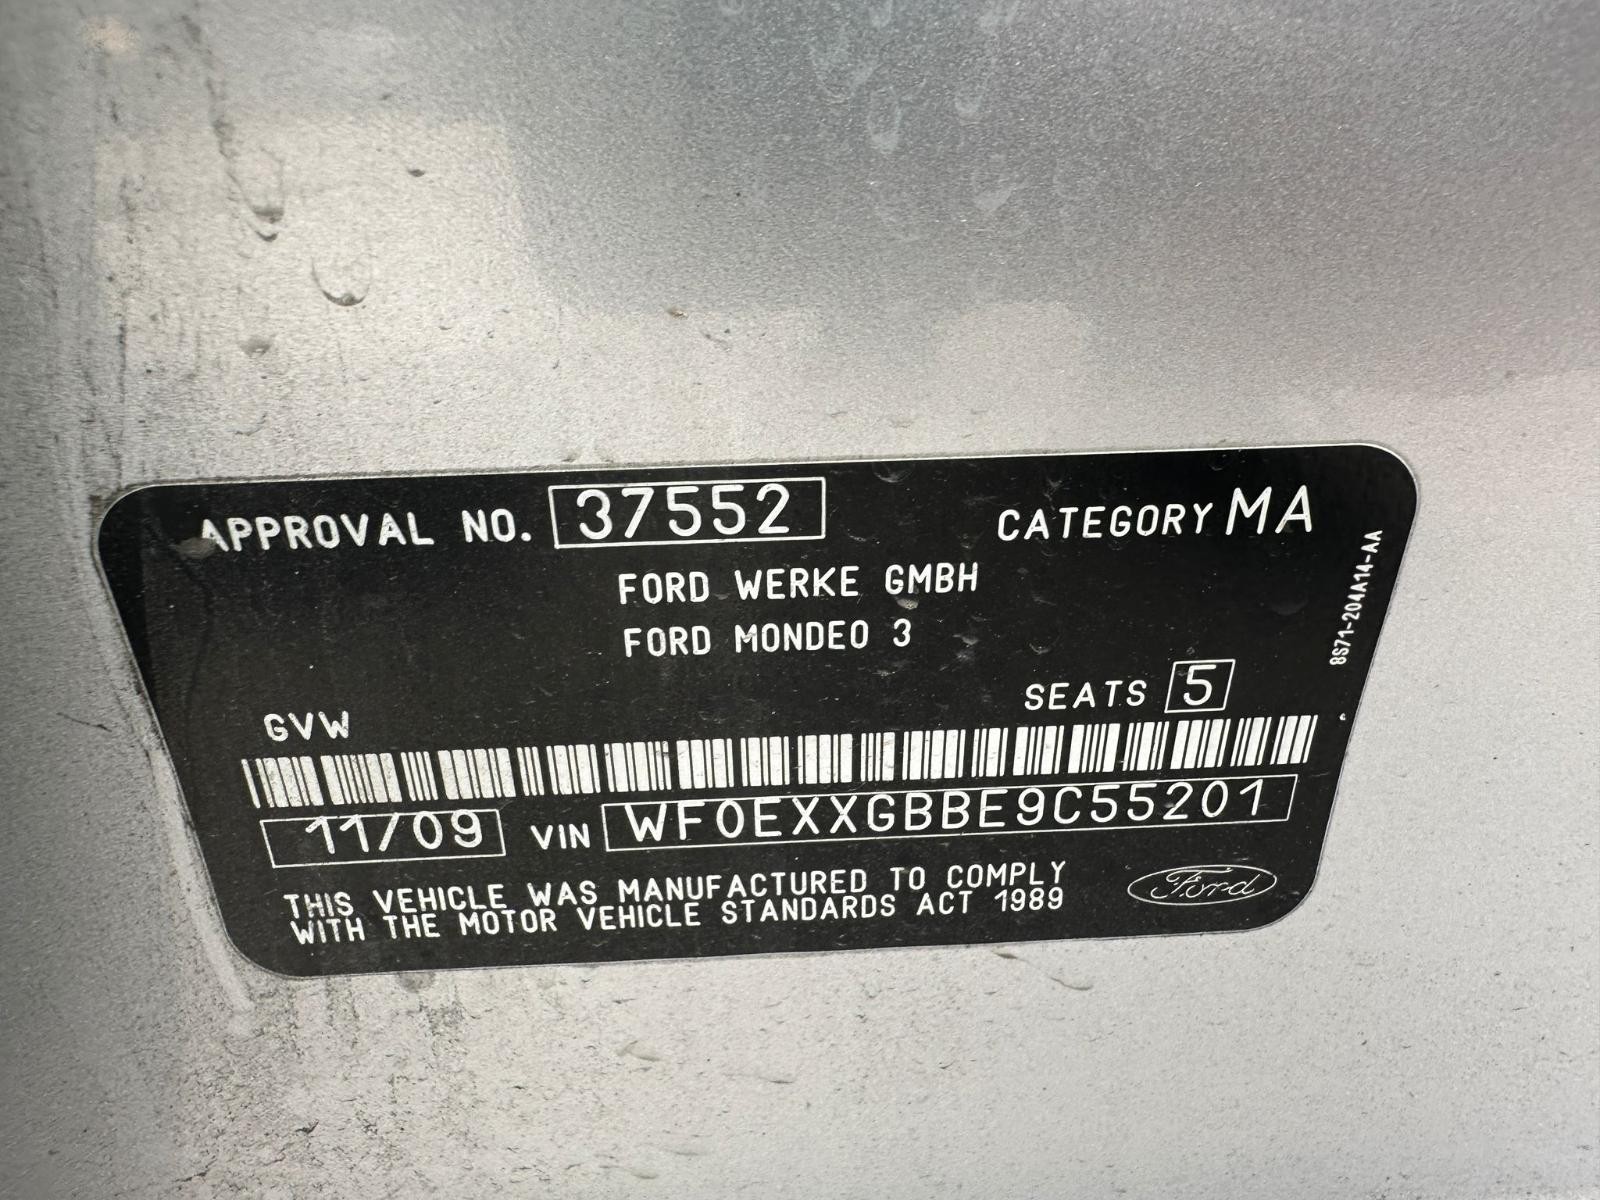 APPROVAL NO. 37552 CATEGORY MA
FORD WERKE GMBH
FORD MONDEO 3
8S71-204A14-AA
SEATS 5
GVW
11/09 VIN WF0EXXGBBE9C55201
THIS VEHICLE WAS MANUFACTURED TO COMPLY
WITH THE MOTOR VEHICLE STANDARDS ACT 1989
Ford